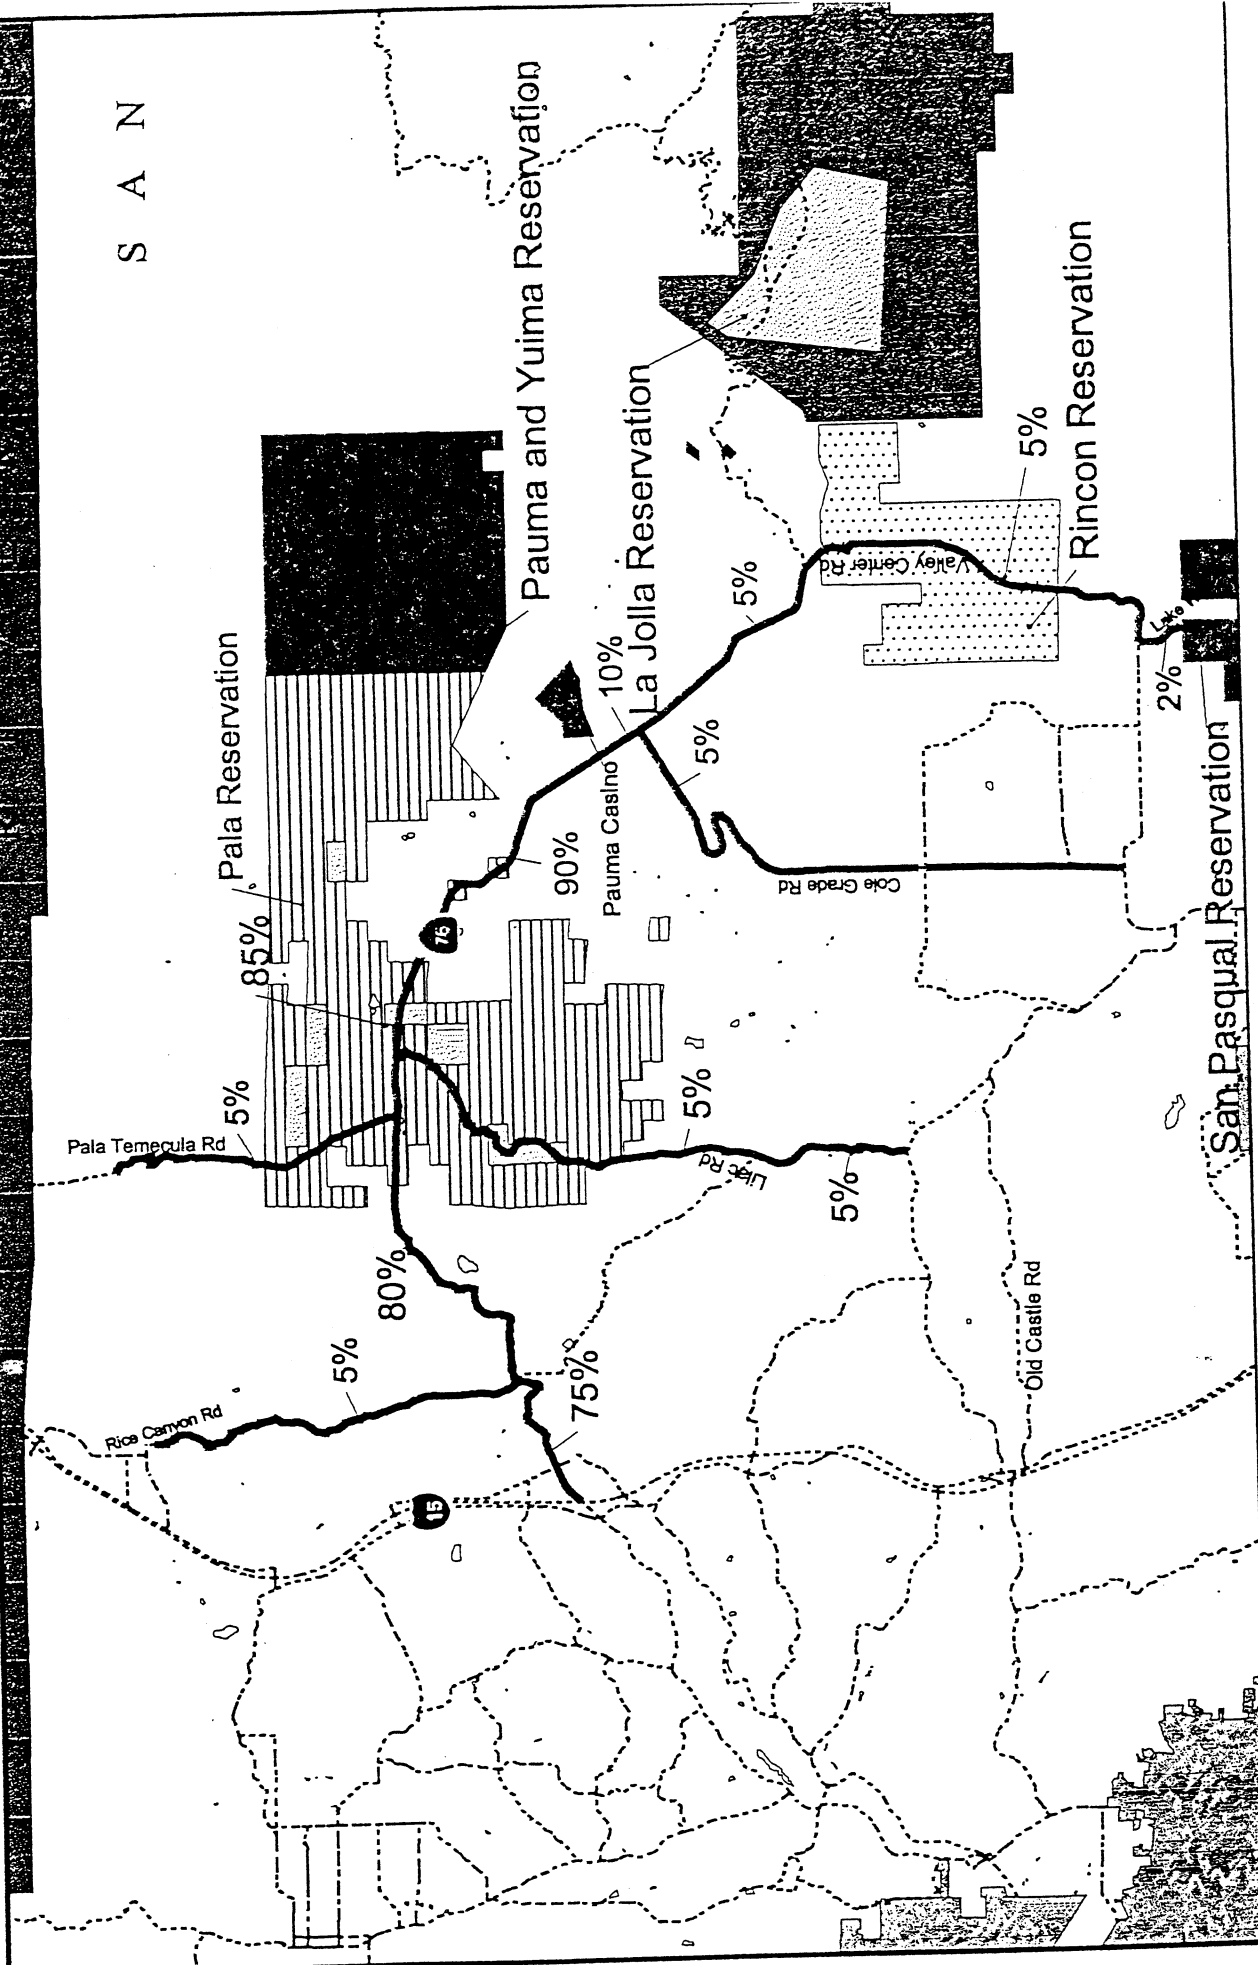 S A N
Pala Reservation
Pauma and Yuima Reservation
La Jolla Reservation
Rincon Reservation
San Pasqual Reservation
Pala Temecula Rd
5%
85%
76
90%
Pauma Casino
10%
5%
5%
Valley Center Rd
5%
Lake
2%
Cole Grade Rd
5%
Lilac Rd
5%
80%
Rice Canyon Rd
5%
75%
15
Old Castle Rd